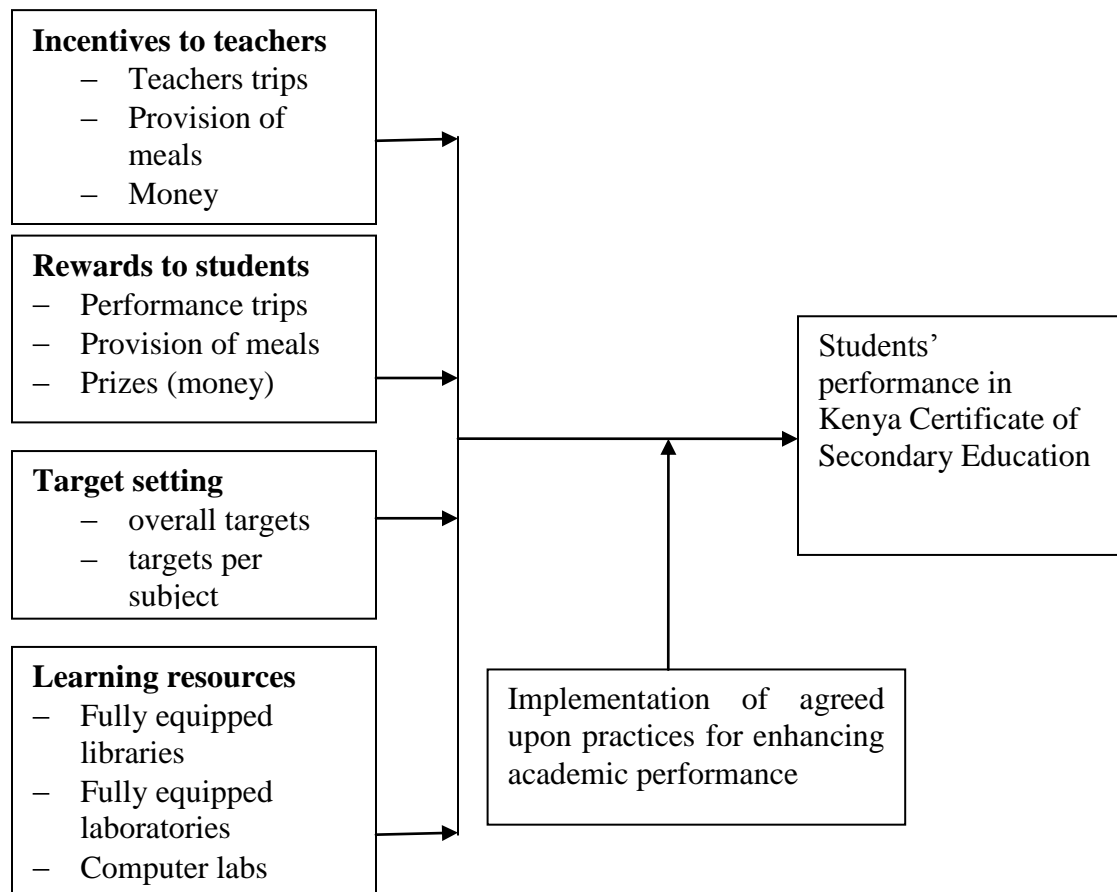 Incentives to teachers
– Teachers trips
– Provision of
meals
– Money
Rewards to students
– Performance trips
– Provision of meals
– Prizes (money)
Target setting
– overall targets
– targets per
subject
Learning resources
– Fully equipped
libraries
– Fully equipped
laboratories
– Computer labs
Implementation of agreed
upon practices for enhancing
academic performance
Students’
performance in
Kenya Certificate of
Secondary Education